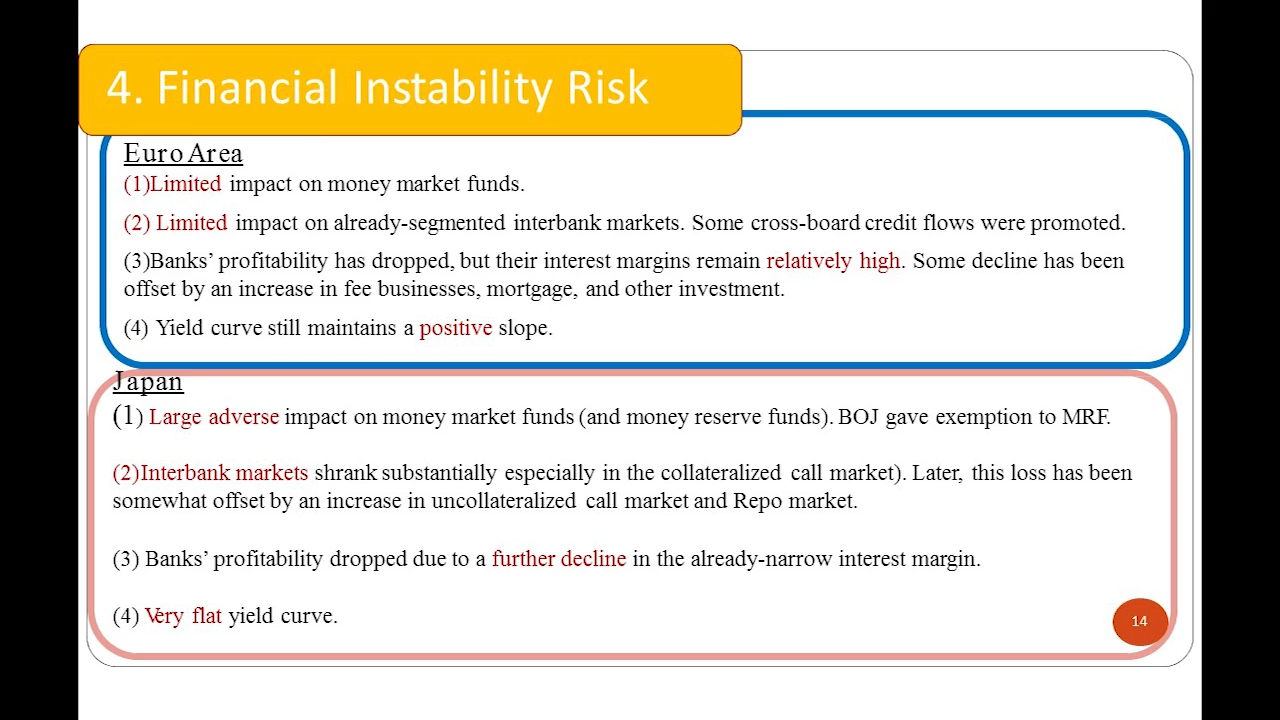 4. Financial Instability Risk
Euro Area
(1)Limited impact on money market funds.
(2) Limited impact on already-segmented interbank markets. Some cross-board credit flows were promoted.
(3)Banks’ profitability has dropped, but their interest margins remain relatively high. Some decline has been
offset by an increase in fee businesses, mortgage, and other investment.
(4) Yield curve still maintains a positive slope.
Japan
(1) Large adverse impact on money market funds (and money reserve funds). BOJ gave exemption to MRF.
(2)Interbank markets shrank substantially especially in the collateralized call market). Later, this loss has been
somewhat offset by an increase in uncollateralized call market and Repo market.
(3) Banks’ profitability dropped due to a further decline in the already-narrow interest margin.
(4) Very flat yield curve.
14